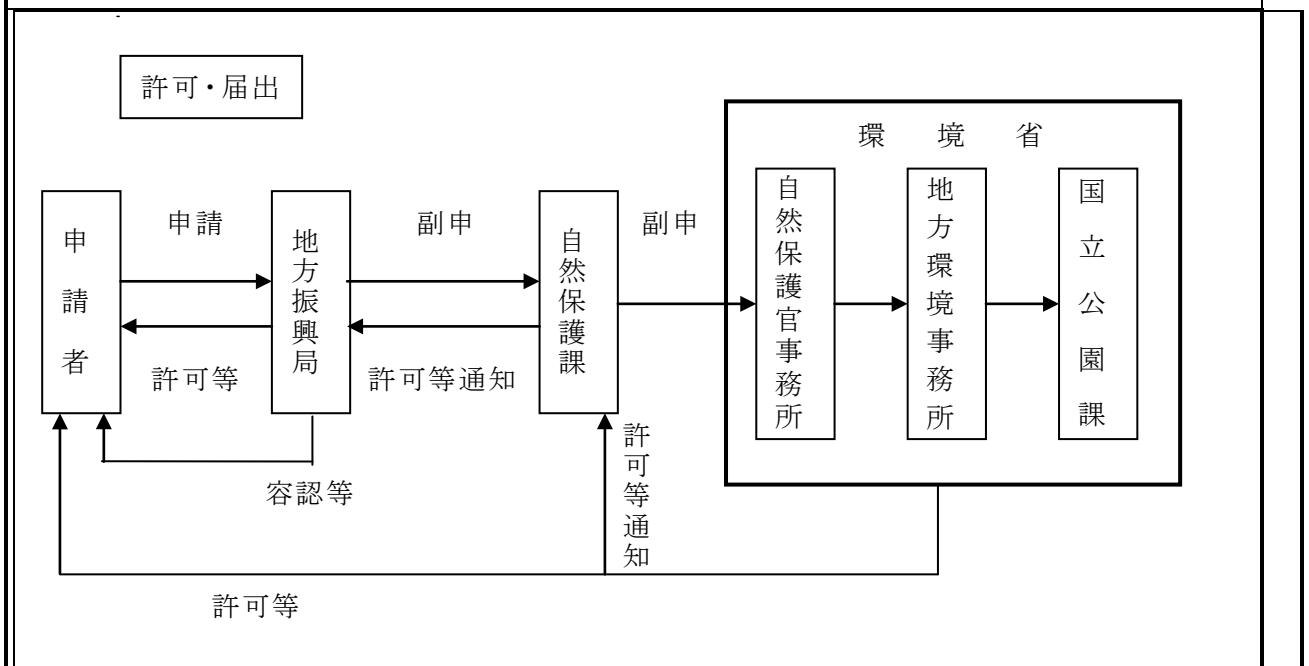 許可・届出
環境省
申請者
申請
許可等
地方振興局
副申
許可等通知
自然保護課
副申
自然保護官事務所
地方環境事務所
国立公園課
容認等
許可等通知
許可等